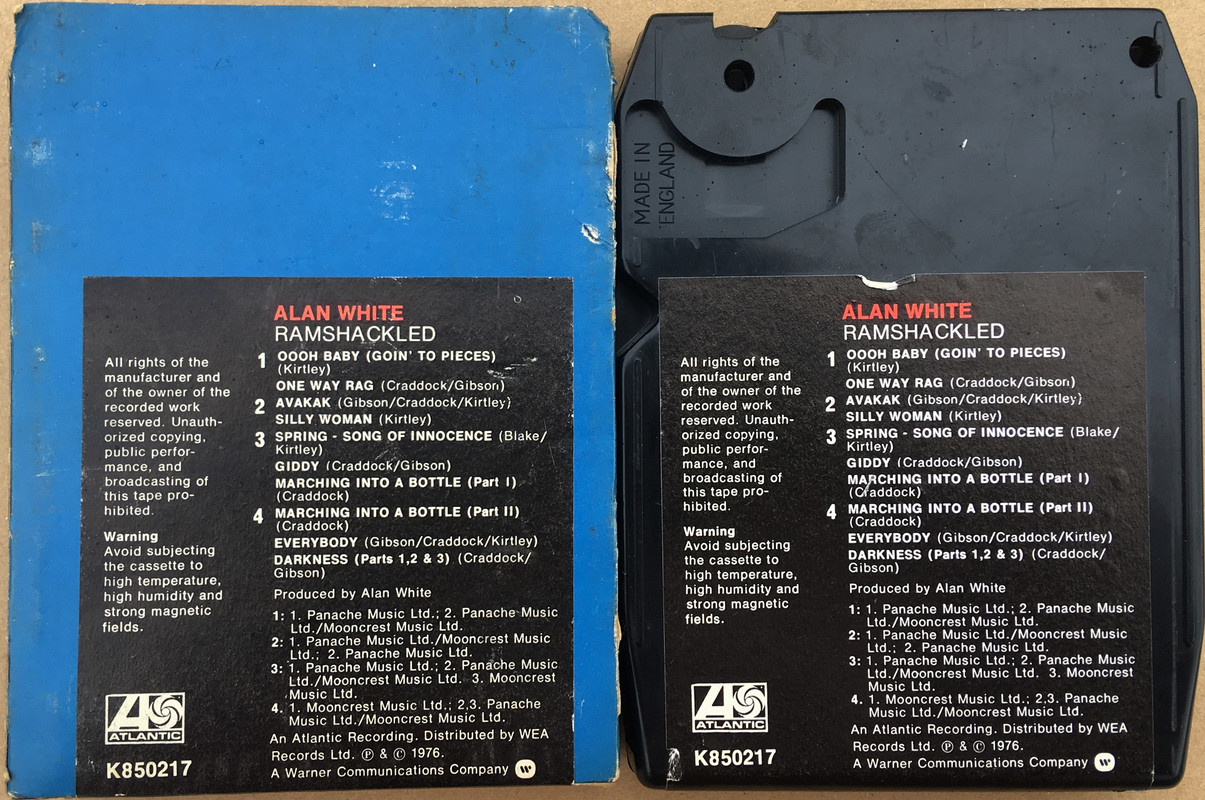 ALAN WHITE
RAMSHACKLED
1 OOOH BABY (GOIN' TO PIECES)
(Kirtley)
ONE WAY RAG (Craddock/Gibson)
2 AVAKAK (Gibson/Craddock/Kirtley)
SILLY WOMAN (Kirtley)
3 SPRING - SONG OF INNOCENCE (Blake/
Kirtley)
GIDDY (Craddock/Gibson)
MARCHING INTO A BOTTLE (Part I)
(Craddock)
4 MARCHING INTO A BOTTLE (Part II)
(Craddock)
EVERYBODY (Gibson/Craddock/Kirtley)
DARKNESS (Parts 1,2 & 3) (Craddock/
Gibson)
Produced by Alan White
1: 1. Panache Music Ltd.; 2. Panache Music
Ltd./Mooncrest Music Ltd.
2: 1. Panache Music Ltd./Mooncrest Music
Ltd.; 2. Panache Music Ltd.
3: 1. Panache Music Ltd.; 2. Panache Music
Ltd./Mooncrest Music Ltd. 3. Mooncrest
Music Ltd.
4. 1. Mooncrest Music Ltd.; 2,3. Panache
Music Ltd./Mooncrest Music Ltd.
An Atlantic Recording. Distributed by WEA
Records Ltd. ℗ & © 1976.
A Warner Communications Company
All rights of the
manufacturer and
of the owner of the
recorded work
reserved. Unauth-
orized copying,
public perfor-
mance, and
broadcasting of
this tape pro-
hibited.
Warning
Avoid subjecting
the cassette to
high temperature,
high humidity and
strong magnetic
fields.
ATLANTIC
K850217
MADE IN
ENGLAND
ALAN WHITE
RAMSHACKLED
1 OOOH BABY (GOIN' TO PIECES)
(Kirtley)
ONE WAY RAG (Craddock/Gibson)
2 AVAKAK (Gibson/Craddock/Kirtley)
SILLY WOMAN (Kirtley)
3 SPRING - SONG OF INNOCENCE (Blake/
Kirtley)
GIDDY (Craddock/Gibson)
MARCHING INTO A BOTTLE (Part I)
(Craddock)
4 MARCHING INTO A BOTTLE (Part II)
(Craddock)
EVERYBODY (Gibson/Craddock/Kirtley)
DARKNESS (Parts 1,2 & 3) (Craddock/
Gibson)
Produced by Alan White
1: 1. Panache Music Ltd.; 2. Panache Music
Ltd./Mooncrest Music Ltd.
2: 1. Panache Music Ltd./Mooncrest Music
Ltd.; 2. Panache Music Ltd.
3: 1. Panache Music Ltd.; 2. Panache Music
Ltd./Mooncrest Music Ltd. 3. Mooncrest
Music Ltd.
4. 1. Mooncrest Music Ltd.; 2,3. Panache
Music Ltd./Mooncrest Music Ltd.
An Atlantic Recording. Distributed by WEA
Records Ltd. ℗ & © 1976.
A Warner Communications Company
All rights of the
manufacturer and
of the owner of the
recorded work
reserved. Unauth-
orized copying,
public perfor-
mance, and
broadcasting of
this tape pro-
hibited.
Warning
Avoid subjecting
the cassette to
high temperature,
high humidity and
strong magnetic
fields.
ATLANTIC
K850217